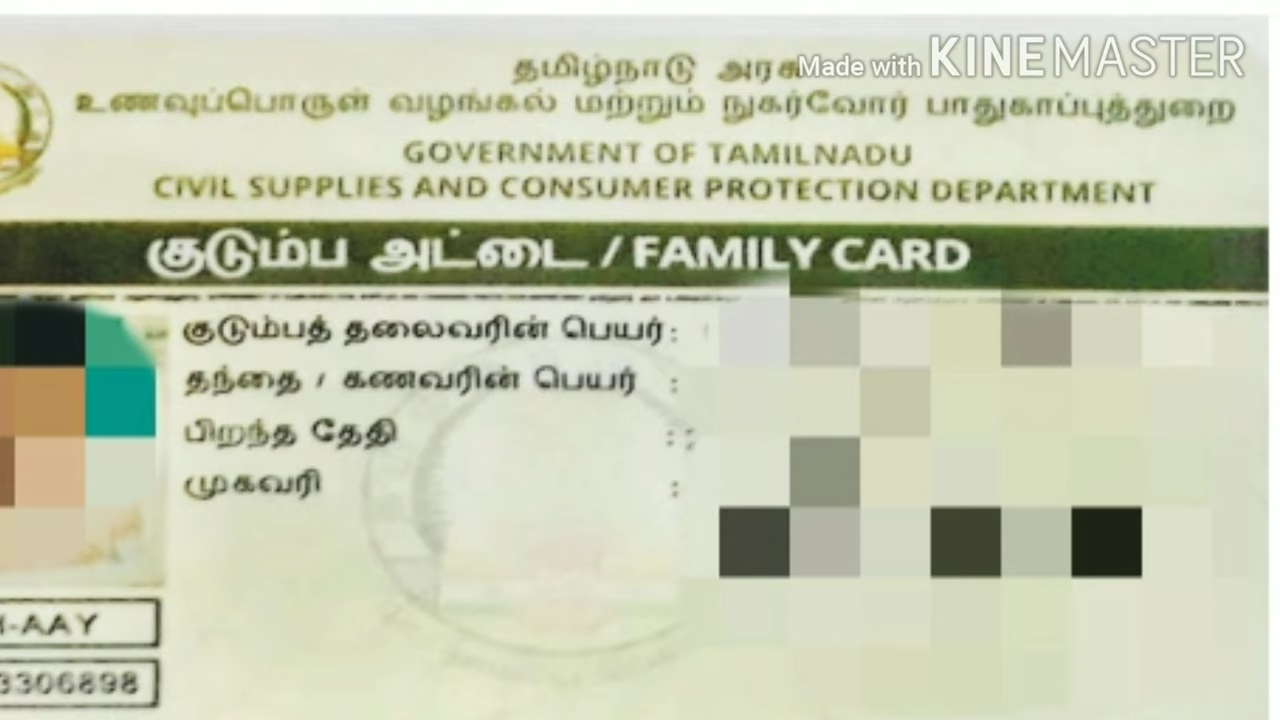 Made with KINEMASTER
தமிழ்நாடு அரசு
உணவுப்பொருள் வழங்கல் மற்றும் நுகர்வோர் பாதுகாப்புத்துறை
GOVERNMENT OF TAMILNADU
CIVIL SUPPLIES AND CONSUMER PROTECTION DEPARTMENT
குடும்ப அட்டை / FAMILY CARD
குடும்பத் தலைவரின் பெயர் :
தந்தை / கணவரின் பெயர் :
பிறந்த தேதி :
முகவரி :
-AAY
3306898